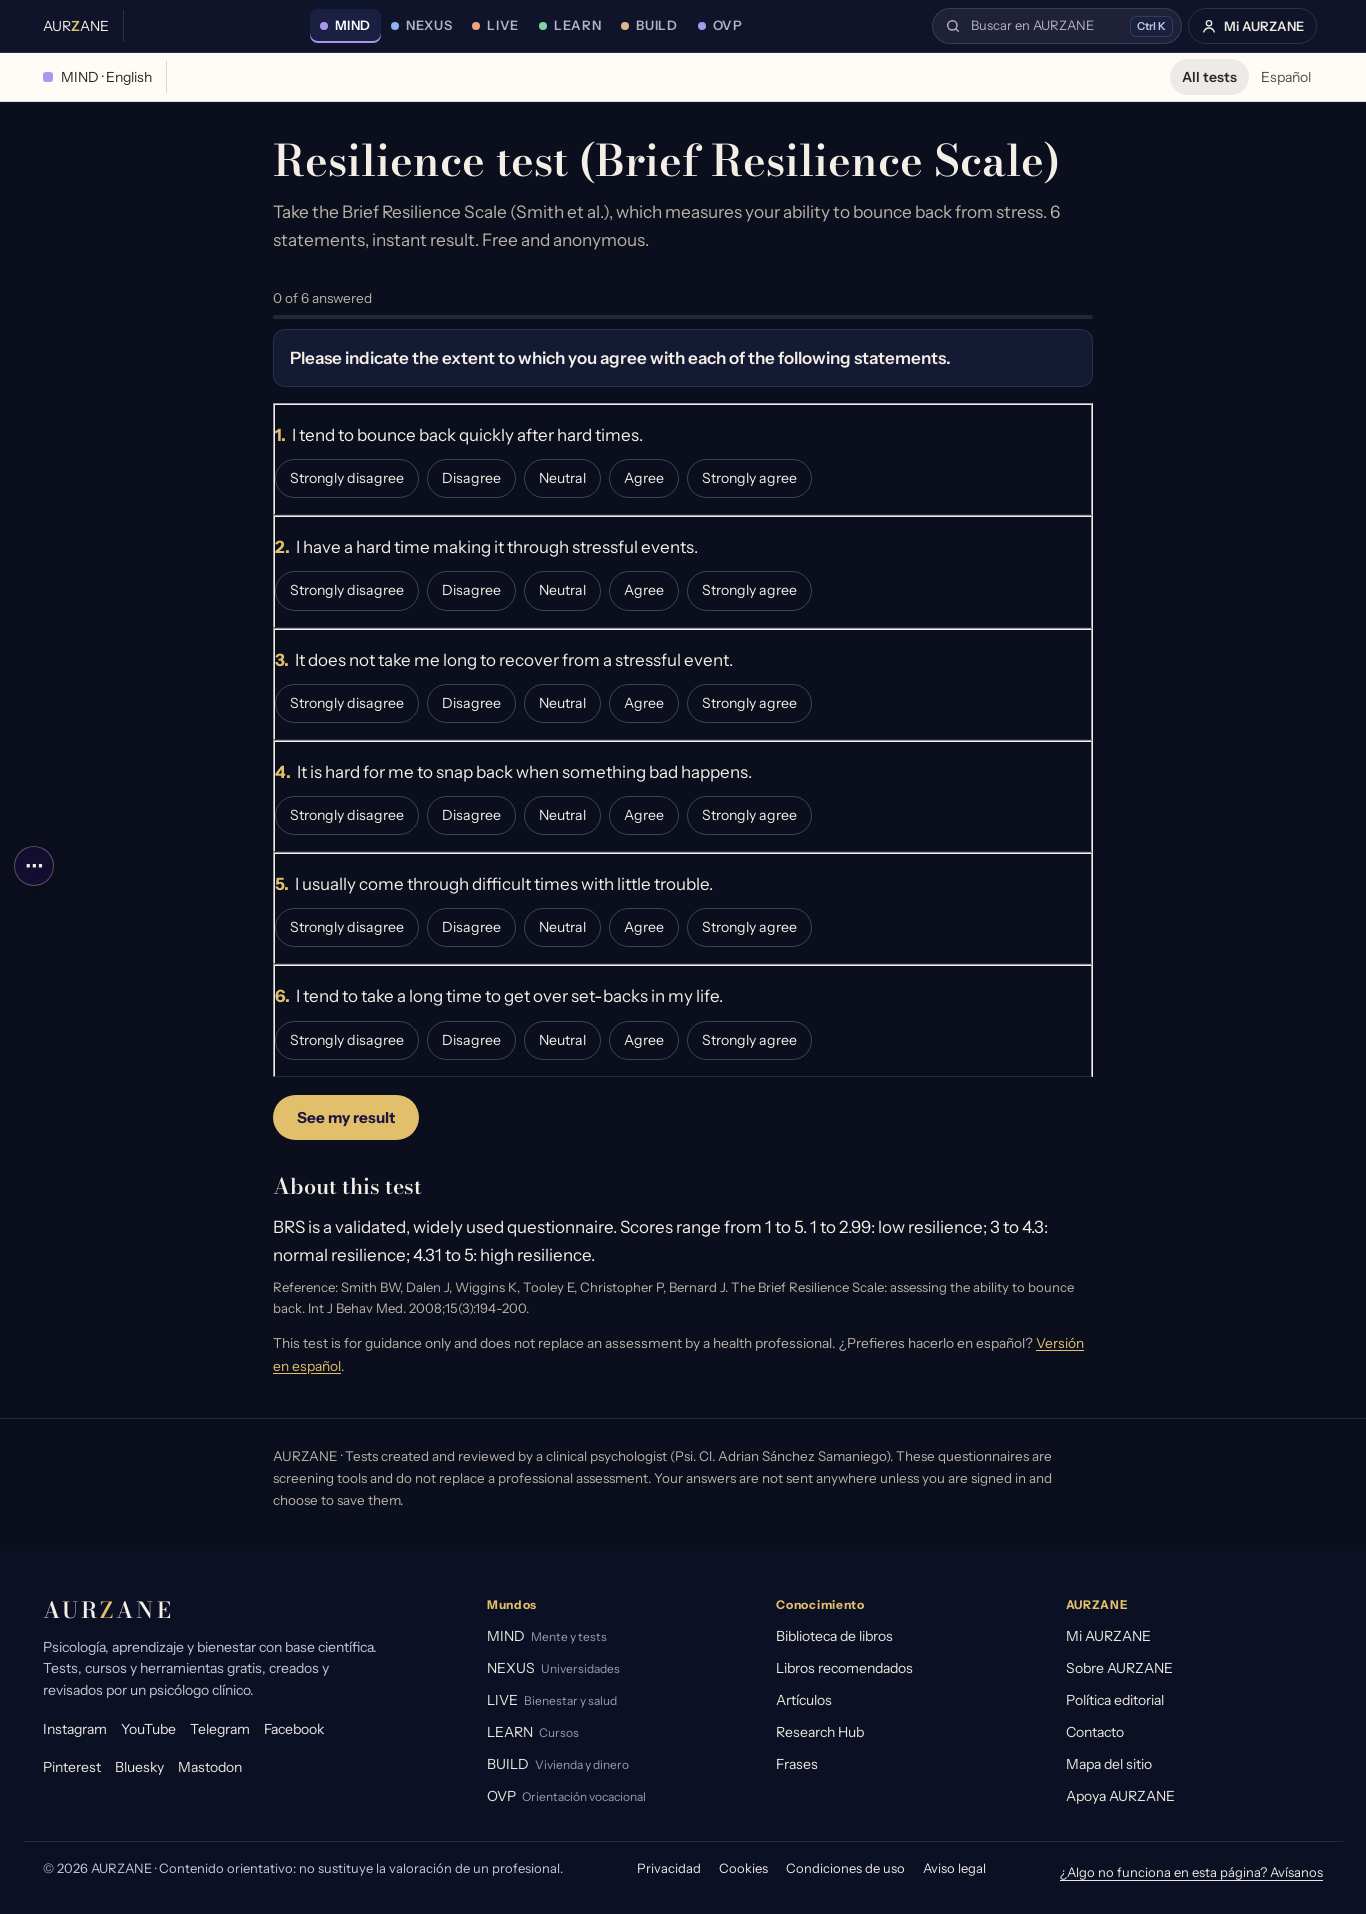 AURZANE
MIND
NEXUS
LIVE
LEARN
BUILD
OVP
Buscar en AURZANE
Ctrl K
Mi AURZANE
MIND · English
All tests
Español
Resilience test (Brief Resilience Scale)
Take the Brief Resilience Scale (Smith et al.), which measures your ability to bounce back from stress. 6
statements, instant result. Free and anonymous.
0 of 6 answered
Please indicate the extent to which you agree with each of the following statements.
1. I tend to bounce back quickly after hard times.
Strongly disagree Disagree Neutral Agree Strongly agree
2. I have a hard time making it through stressful events.
Strongly disagree Disagree Neutral Agree Strongly agree
3. It does not take me long to recover from a stressful event.
Strongly disagree Disagree Neutral Agree Strongly agree
4. It is hard for me to snap back when something bad happens.
Strongly disagree Disagree Neutral Agree Strongly agree
5. I usually come through difficult times with little trouble.
Strongly disagree Disagree Neutral Agree Strongly agree
6. I tend to take a long time to get over set-backs in my life.
Strongly disagree Disagree Neutral Agree Strongly agree
See my result
About this test
BRS is a validated, widely used questionnaire. Scores range from 1 to 5. 1 to 2.99: low resilience; 3 to 4.3:
normal resilience; 4.31 to 5: high resilience.
Reference: Smith BW, Dalen J, Wiggins K, Tooley E, Christopher P, Bernard J. The Brief Resilience Scale: assessing the ability to bounce
back. Int J Behav Med. 2008;15(3):194-200.
This test is for guidance only and does not replace an assessment by a health professional. ¿Prefieres hacerlo en español? Versión
en español.
AURZANE · Tests created and reviewed by a clinical psychologist (Psi. Cl. Adrian Sánchez Samaniego). These questionnaires are
screening tools and do not replace a professional assessment. Your answers are not sent anywhere unless you are signed in and
choose to save them.
AURZANE
Psicología, aprendizaje y bienestar con base científica.
Tests, cursos y herramientas gratis, creados y
revisados por un psicólogo clínico.
Instagram YouTube Telegram Facebook
Pinterest Bluesky Mastodon
Mundos
MIND Mente y tests
NEXUS Universidades
LIVE Bienestar y salud
LEARN Cursos
BUILD Vivienda y dinero
OVP Orientación vocacional
Conocimiento
Biblioteca de libros
Libros recomendados
Artículos
Research Hub
Frases
AURZANE
Mi AURZANE
Sobre AURZANE
Política editorial
Contacto
Mapa del sitio
Apoya AURZANE
© 2026 AURZANE · Contenido orientativo: no sustituye la valoración de un profesional.
Privacidad Cookies Condiciones de uso Aviso legal
¿Algo no funciona en esta página? Avísanos